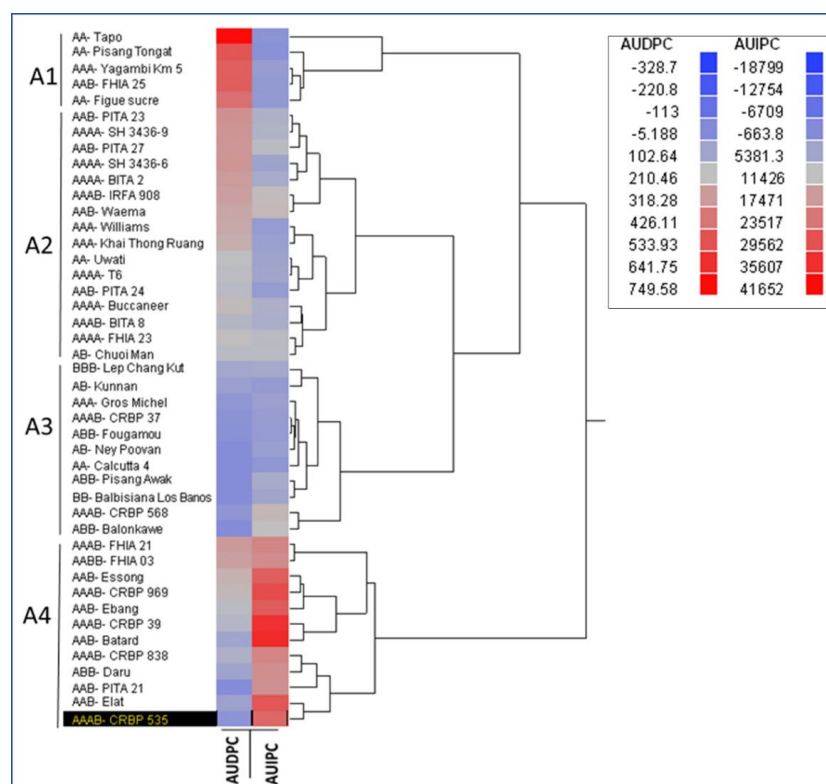 AA- Tapo
AA- Pisang Tongat
AAA- Yagambi Km 5
AAB- FHIA 25
AA- Figue sucre
A1
AAB- PITA 23
AAAA- SH 3436-9
AAB- PITA 27
AAAA- SH 3436-6
AAAA- BITA 2
AAAB- IRFA 908
AAB- Waema
AAA- Williams
AAA- Khai Thong Ruang
AA- Uwati
AAAA- T6
AAB- PITA 24
AAAA- Buccaneer
AAAB- BITA 8
AAAA- FHIA 23
AB- Chuoi Man
A2
BBB- Lep Chang Kut
AB- Kunnan
AAA- Gros Michel
AAAB- CRBP 37
ABB- Fougamou
AB- Ney Poovan
AA- Calcutta 4
ABB- Pisang Awak
BB- Balbisiana Los Banos
AAAB- CRBP 568
ABB- Balonkawe
A3
AAAB- FHIA 21
AABB- FHIA 03
AAB- Essong
AAAB- CRBP 969
AAB- Ebang
AAAB- CRBP 39
AAB- Batard
AAAB- CRBP 838
ABB- Daru
AAB- PITA 21
AAB- Elat
AAAB- CRBP 535
A4
AUDPC AUIPC
AUDPC AUIPC
-328.7 -18799
-220.8 -12754
-113 -6709
-5.188 -663.8
102.64 5381.3
210.46 11426
318.28 17471
426.11 23517
533.93 29562
641.75 35607
749.58 41652